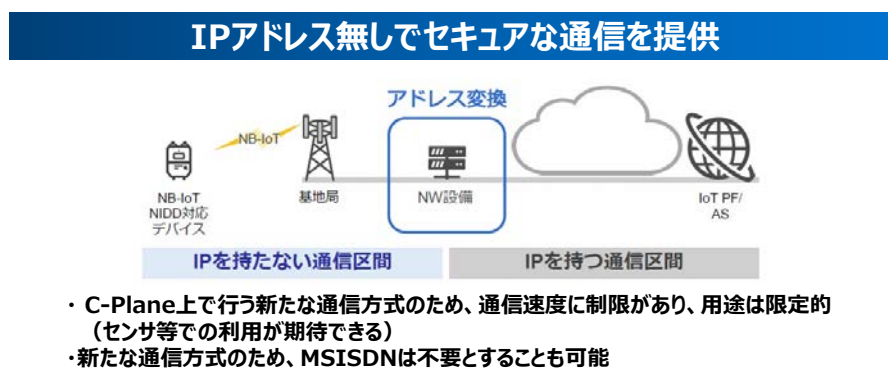 IPアドレス無しでセキュアな通信を提供
アドレス変換
NB-IoT
NB-IoT
NIDD対応
デバイス
基地局
NW設備
IoT PF/
AS
IPを持たない通信区間
IPを持つ通信区間
・ C-Plane上で行う新たな通信方式のため、通信速度に制限があり、用途は限定的
（センサ等での利用が期待できる）
・新たな通信方式のため、MSISDNは不要とすることも可能